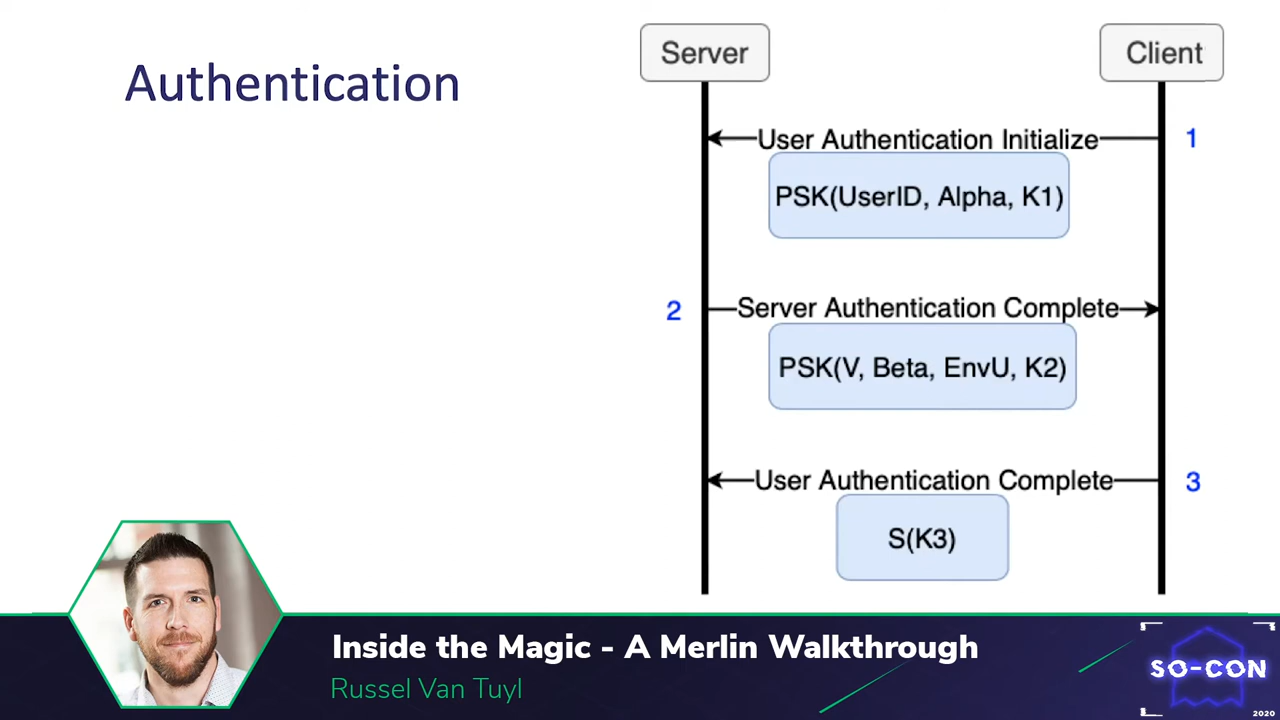 Authentication
Server
Client
User Authentication Initialize
1
PSK(UserID, Alpha, K1)
2
Server Authentication Complete
PSK(V, Beta, EnvU, K2)
User Authentication Complete
3
S(K3)
Inside the Magic - A Merlin Walkthrough
Russel Van Tuyl
SO-CON
2020